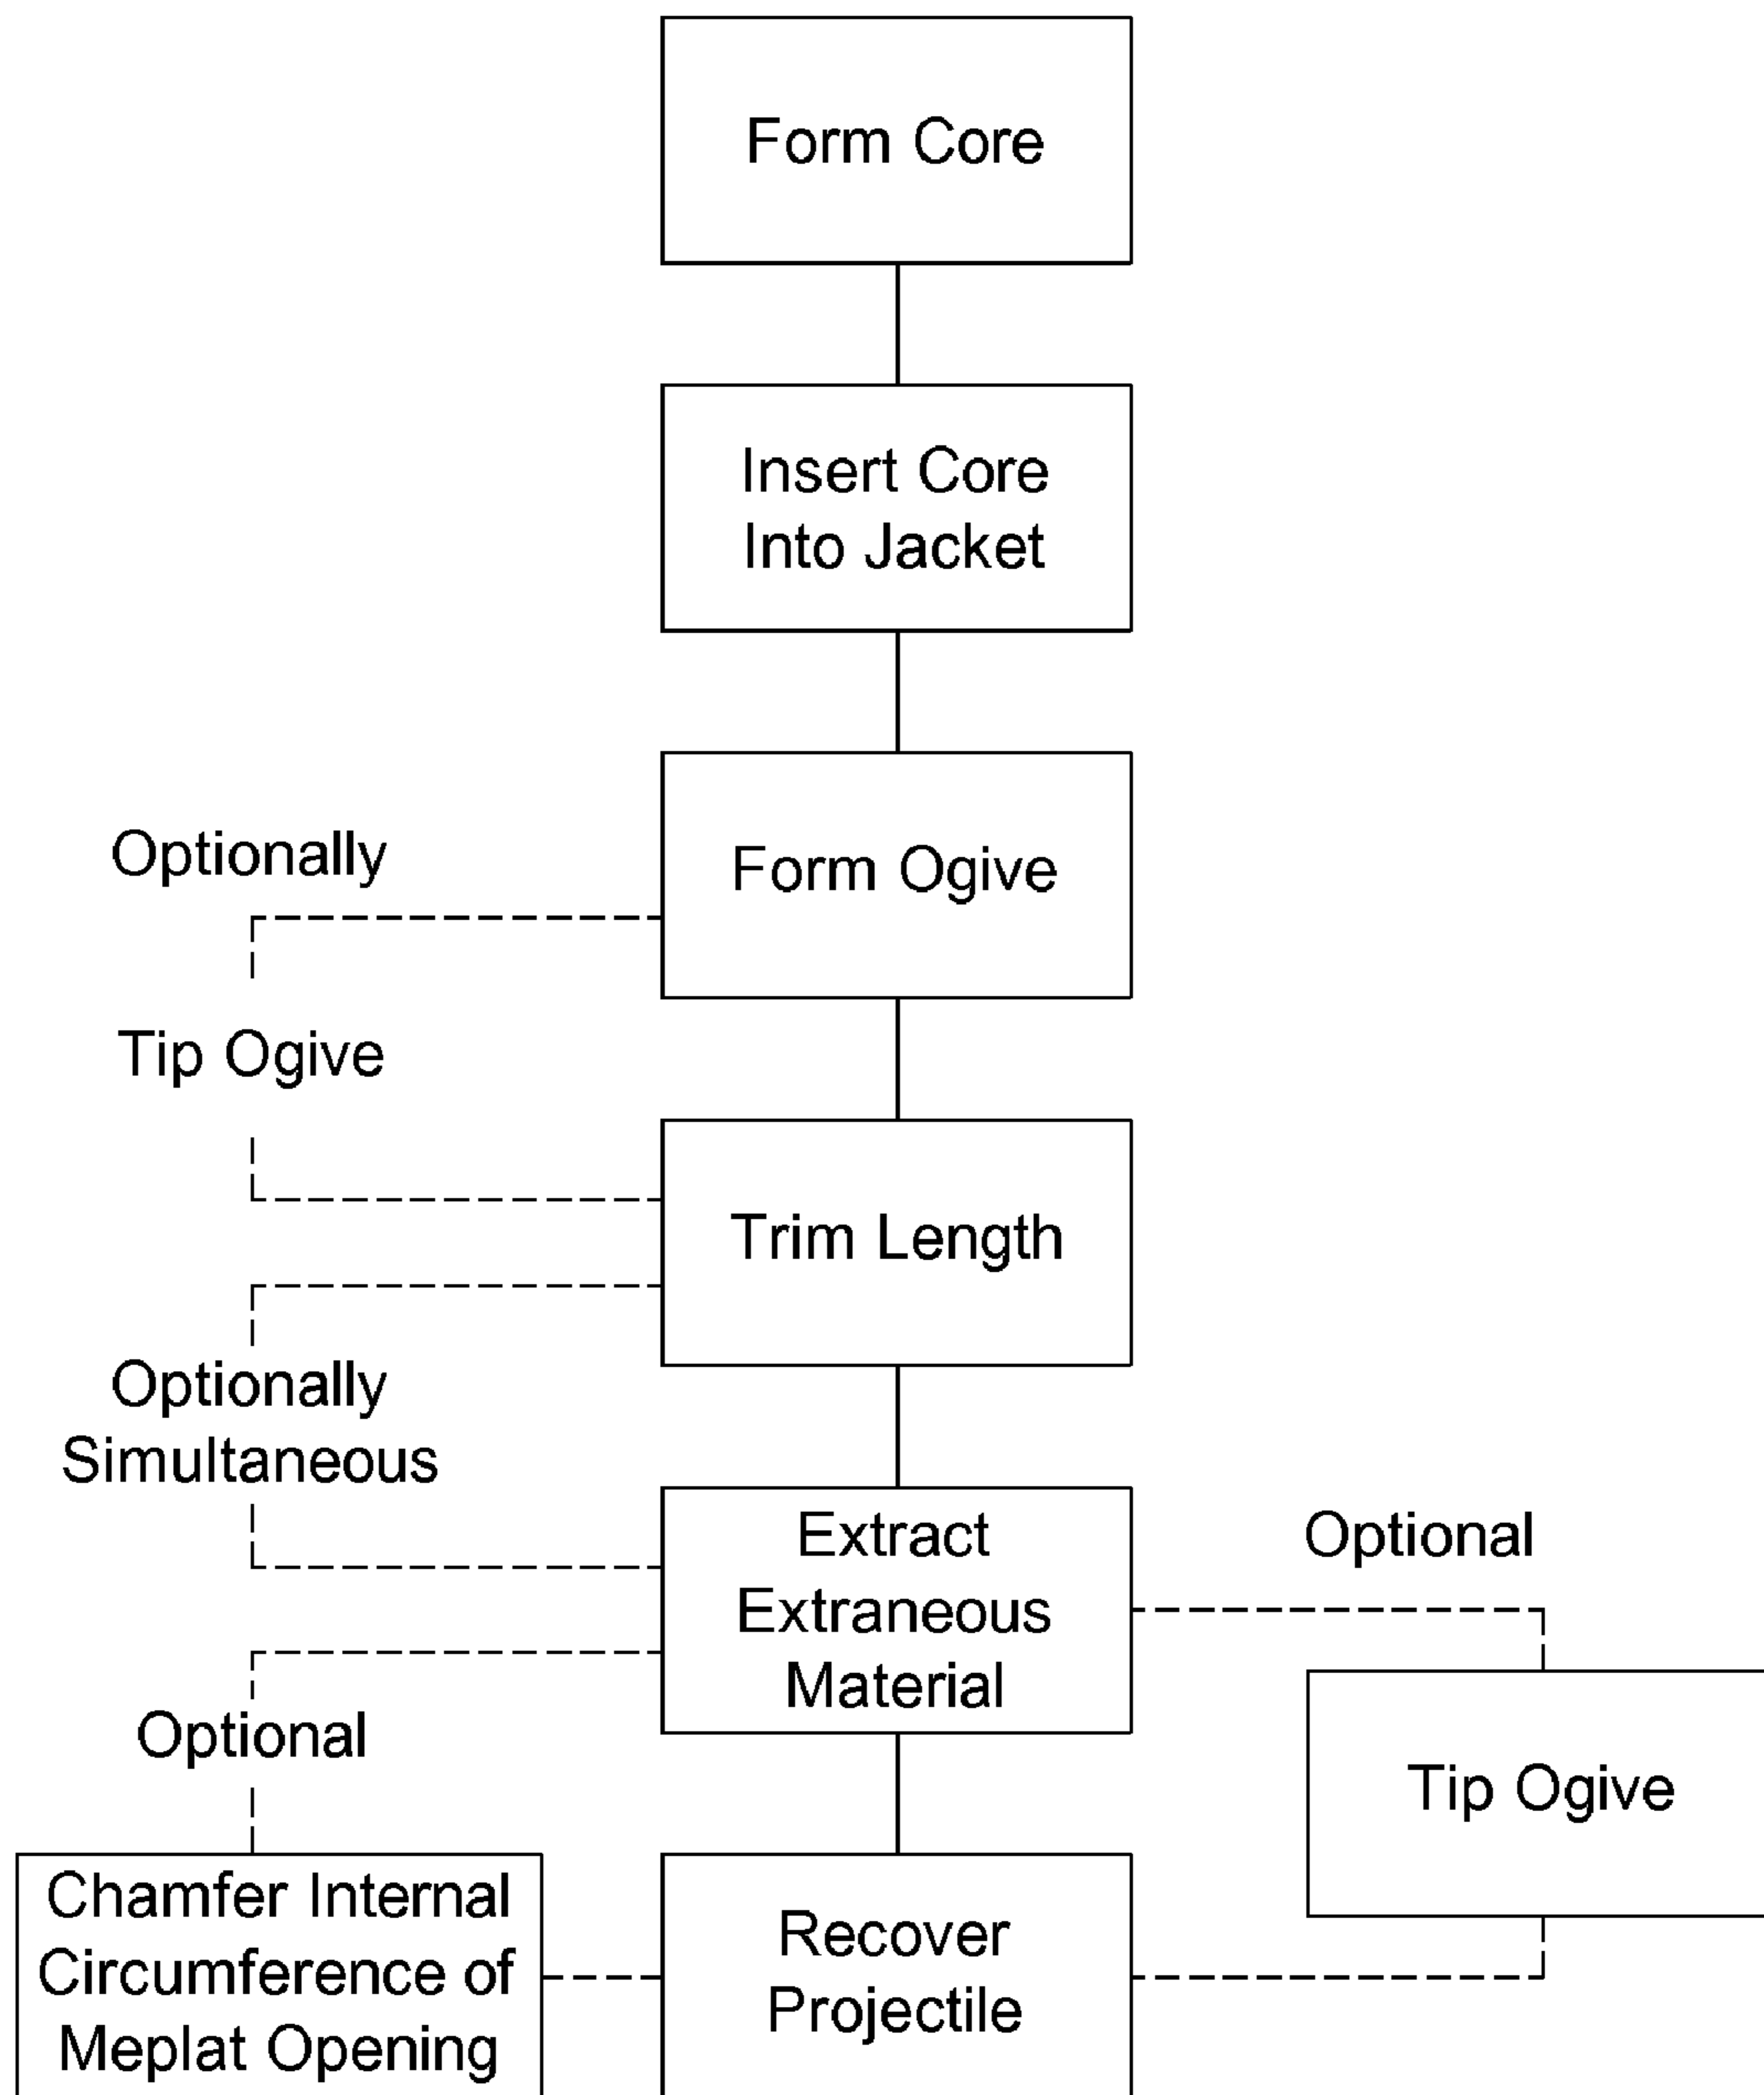 Form Core
Insert Core
Into Jacket
Optionally
Form Ogive
Tip Ogive
Trim Length
Optionally
Simultaneous
Extract
Extraneous
Material
Optional
Optional
Tip Ogive
Chamfer Internal
Circumference of
Meplat Opening
Recover
Projectile